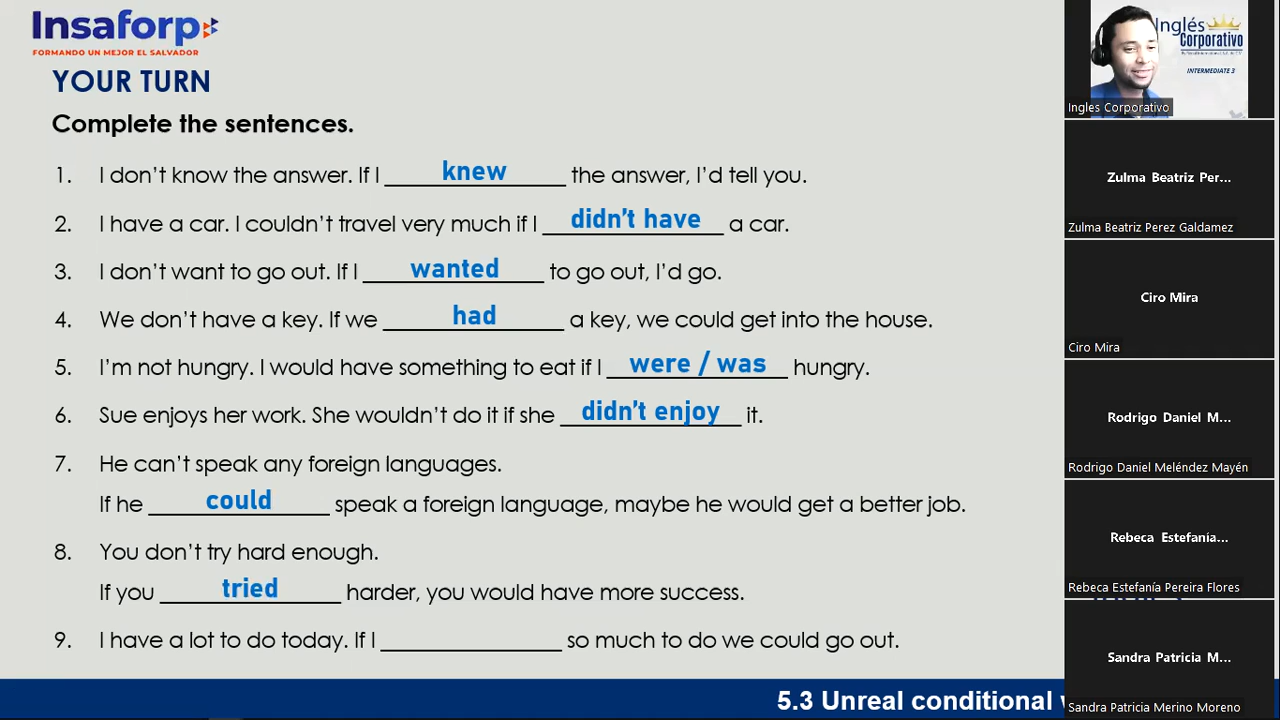 Insaforp
FORMANDO UN MEJOR EL SALVADOR
YOUR TURN
Complete the sentences.
1. I don't know the answer. If I knew the answer, I'd tell you.
2. I have a car. I couldn't travel very much if I didn't have a car.
3. I don't want to go out. If I wanted to go out, I'd go.
4. We don't have a key. If we had a key, we could get into the house.
5. I'm not hungry. I would have something to eat if I were / was hungry.
6. Sue enjoys her work. She wouldn't do it if she didn't enjoy it.
7. He can't speak any foreign languages.
If he could speak a foreign language, maybe he would get a better job.
8. You don't try hard enough.
If you tried harder, you would have more success.
9. I have a lot to do today. If I ______________ so much to do we could go out.
5.3 Unreal conditional
Inglés
Corporativo
INTERMEDIATE 3
Ingles Corporativo
Zulma Beatriz Per...
Zulma Beatriz Perez Galdamez
Ciro Mira
Ciro Mira
Rodrigo Daniel M...
Rodrigo Daniel Meléndez Mayén
Rebeca Estefanía...
Rebeca Estefanía Pereira Flores
Sandra Patricia M...
Sandra Patricia Merino Moreno